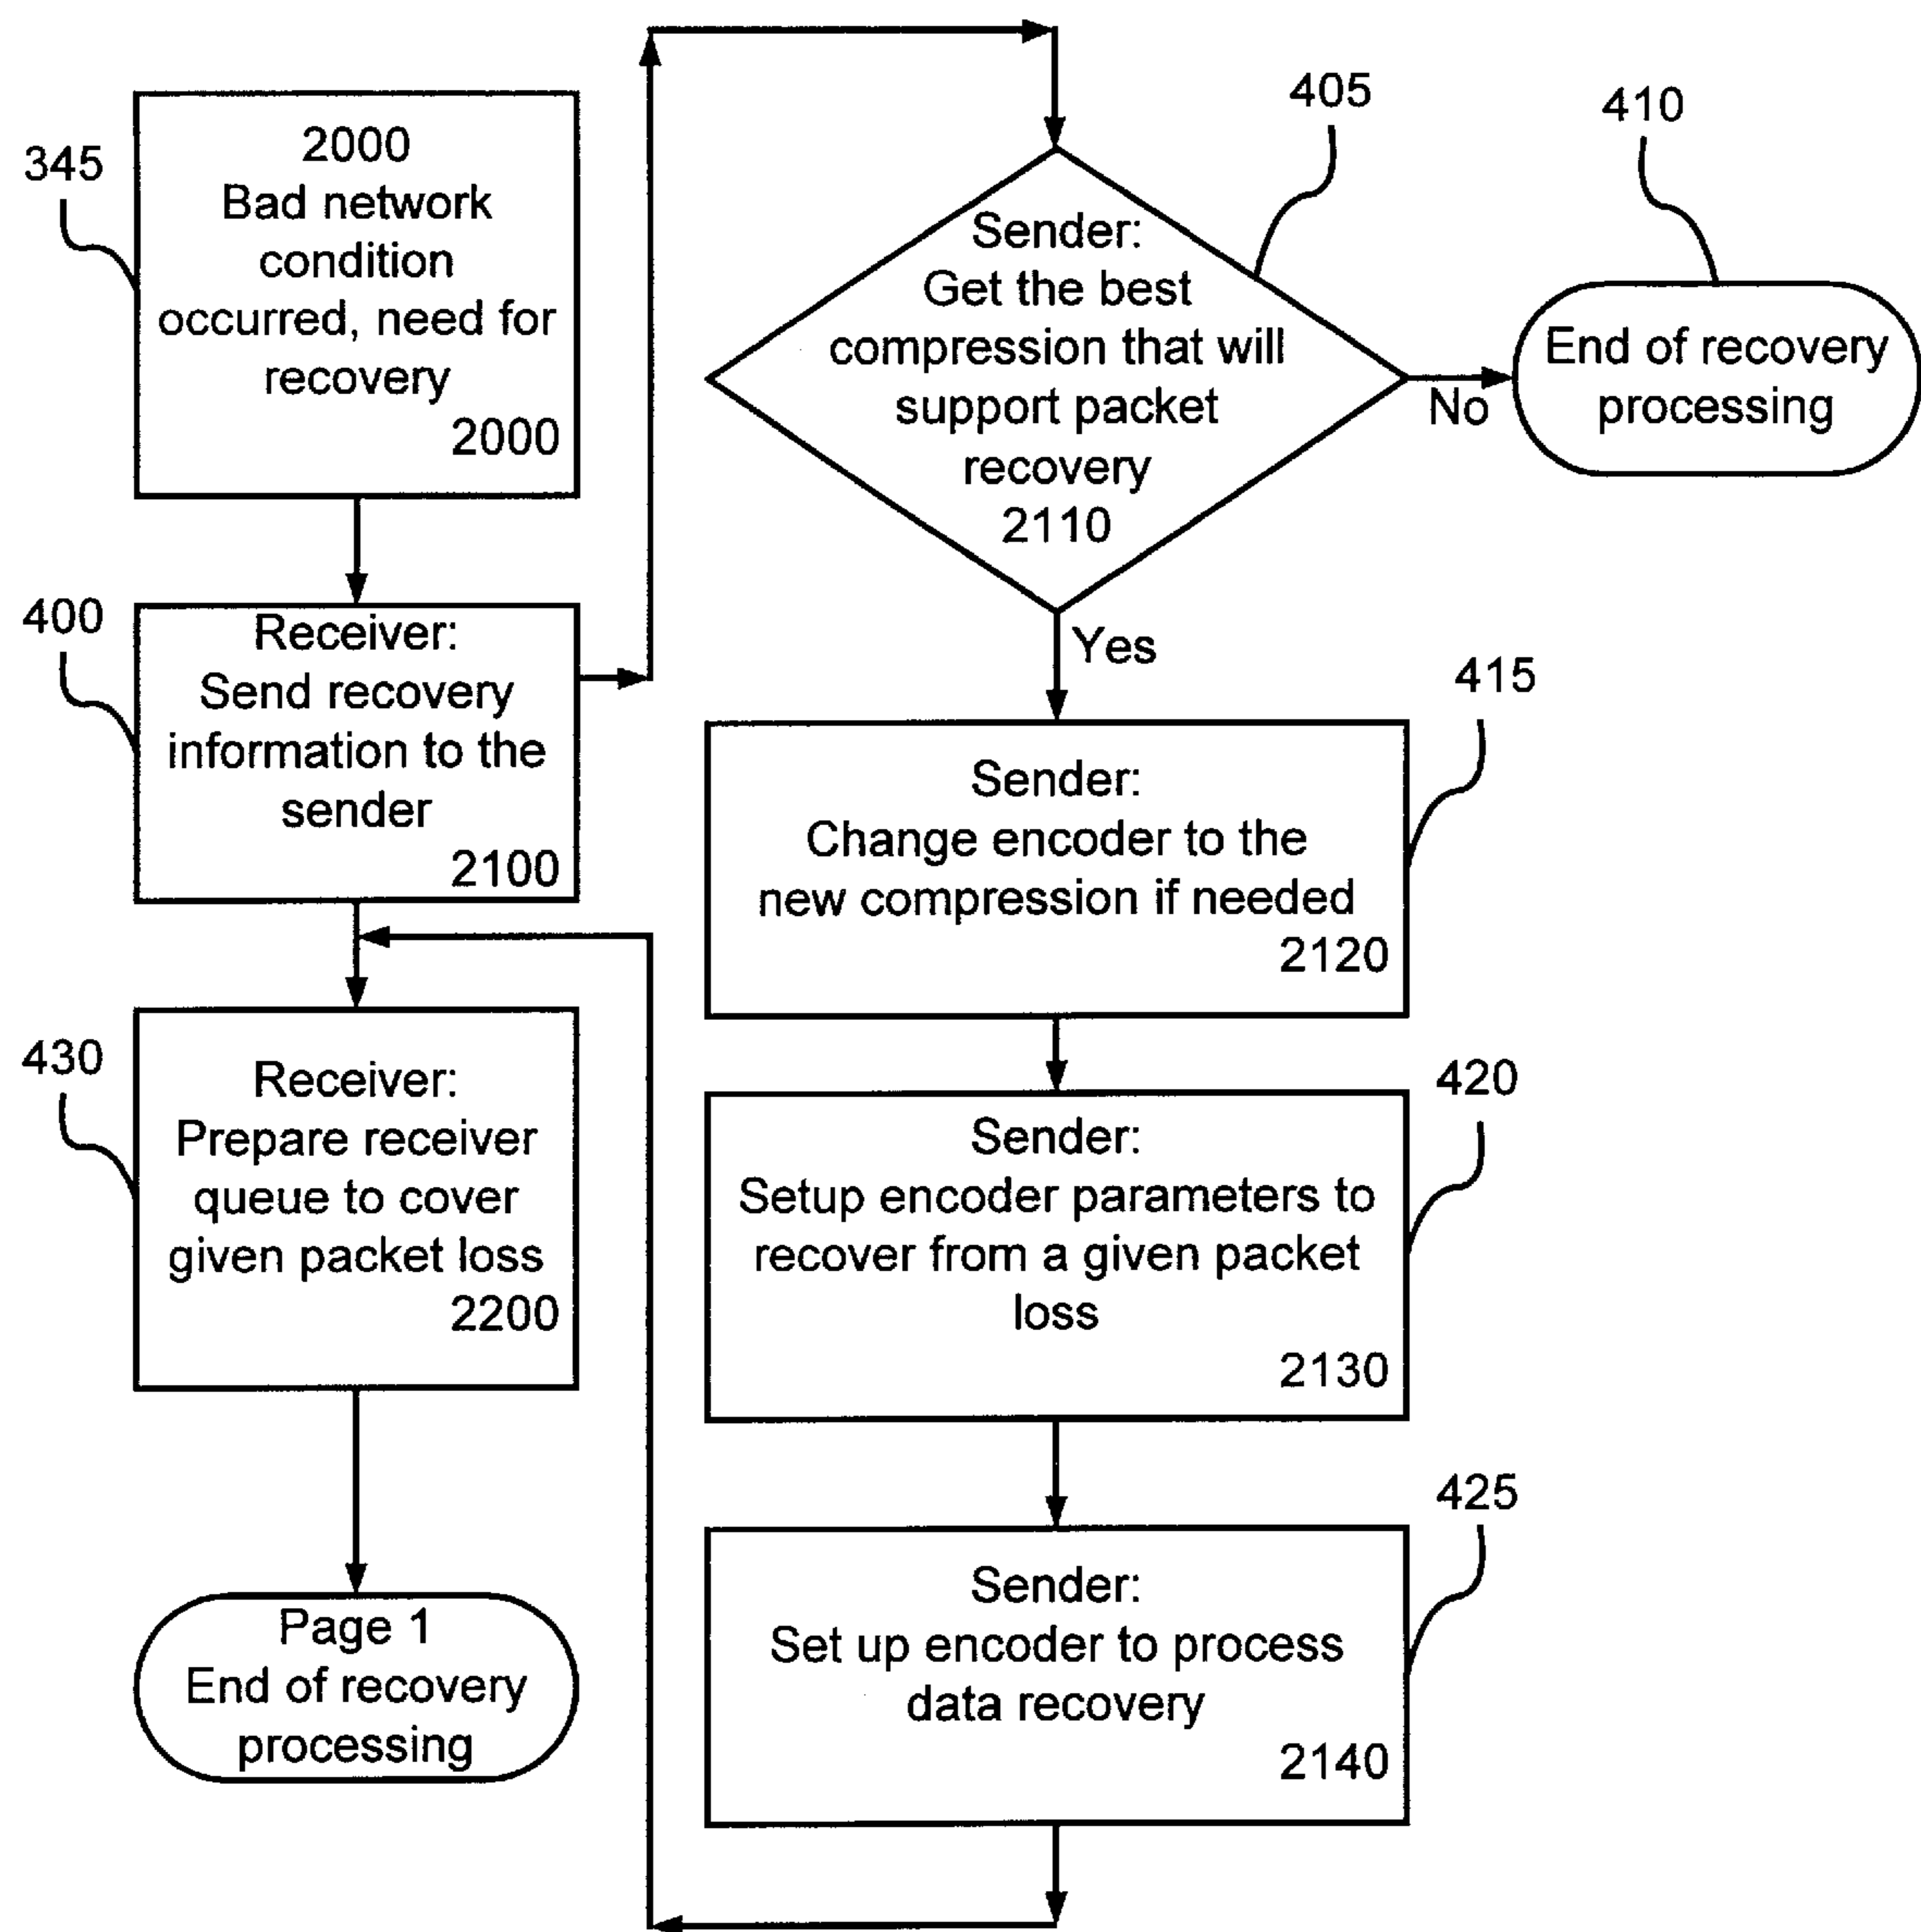 345
2000
Bad network
condition
occurred, need for
recovery
2000
400
Receiver:
Send recovery
information to the
sender
2100
405
Sender:
Get the best
compression that will
support packet
recovery
2110
No
410
End of recovery
processing
Yes
415
Sender:
Change encoder to the
new compression if needed
2120
420
Sender:
Setup encoder parameters to
recover from a given packet
loss
2130
425
Sender:
Set up encoder to process
data recovery
2140
430
Receiver:
Prepare receiver
queue to cover
given packet loss
2200
Page 1
End of recovery
processing